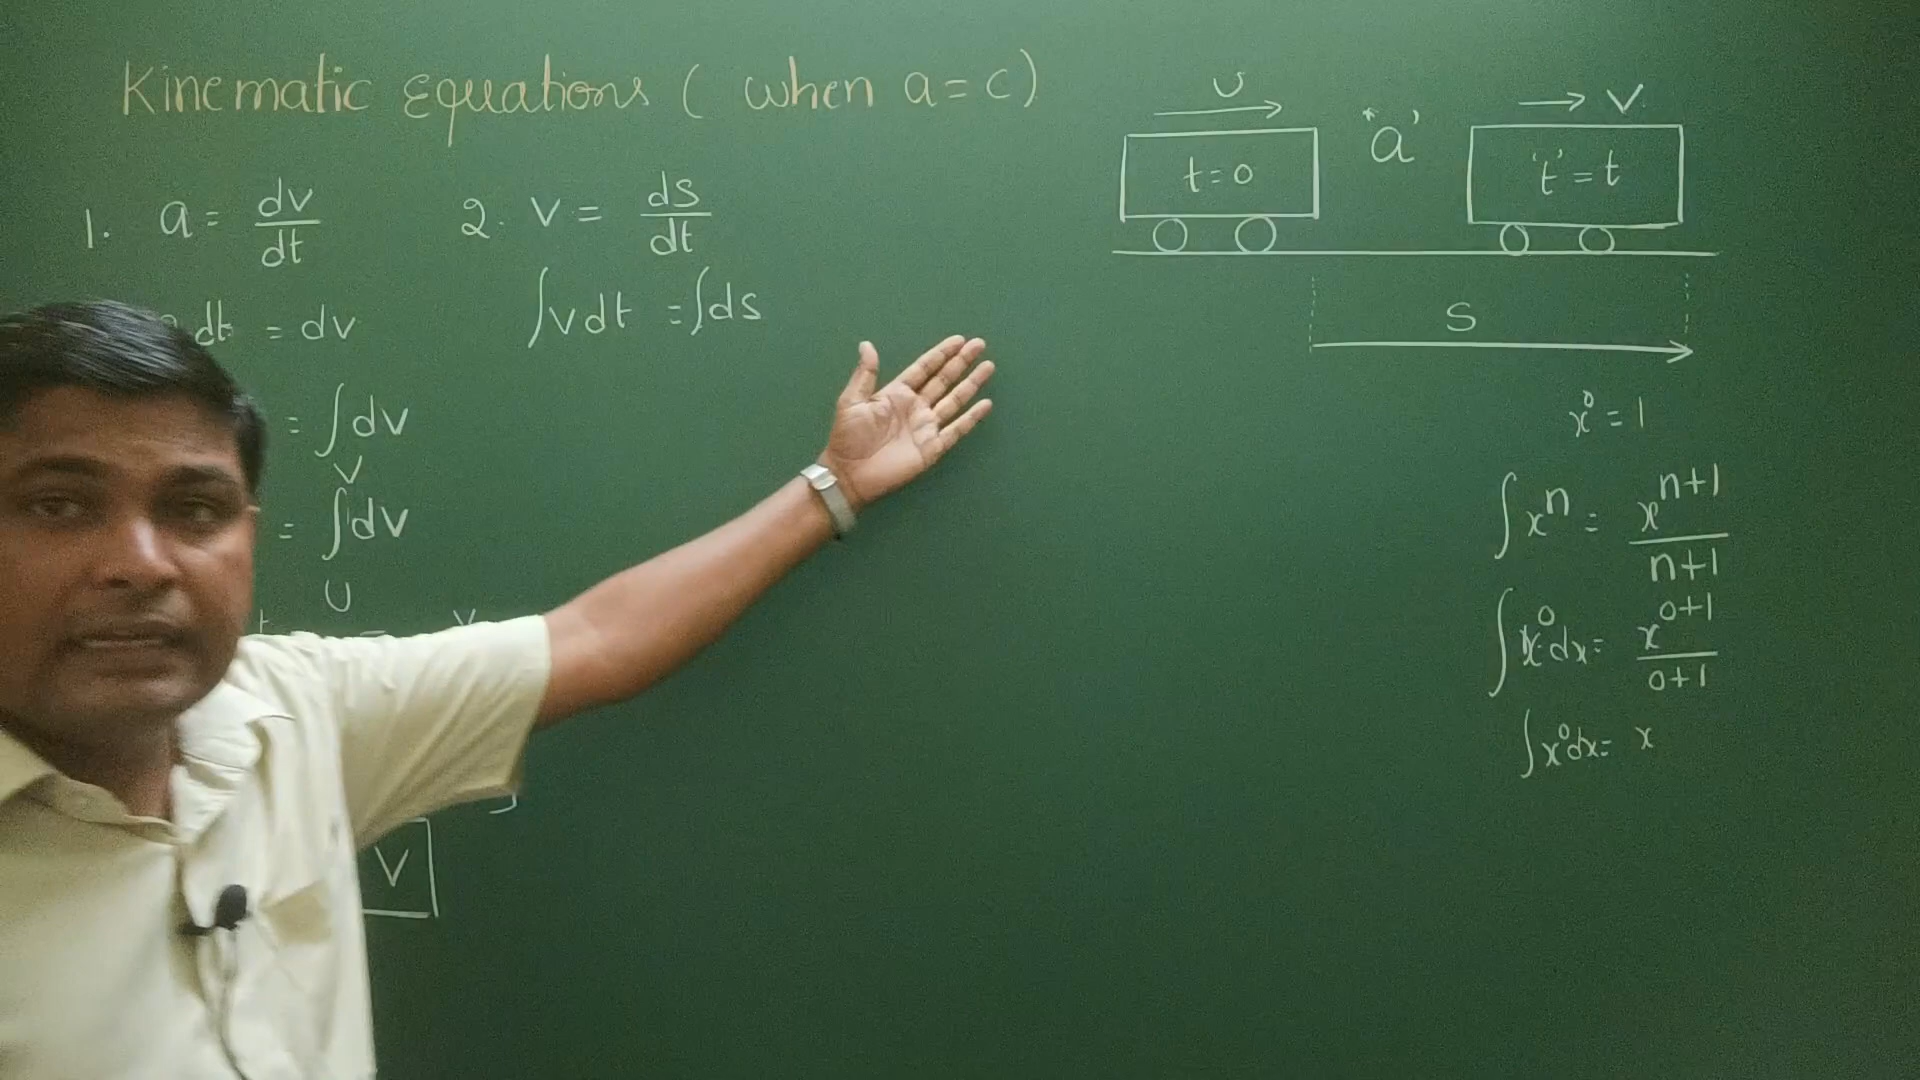 Kinematic Equations ( when a = c )
1. a = dv/dt
dt = dv
= ∫dv
V
= ∫dv
U
V
2. V = ds/dt
∫vdt = ∫ds
U
V
t = 0
'a'
't' = t
S
x⁰ = 1
∫xⁿ = xⁿ⁺¹/n+1
∫x⁰dx = x⁰⁺¹/0+1
∫x⁰dx = x